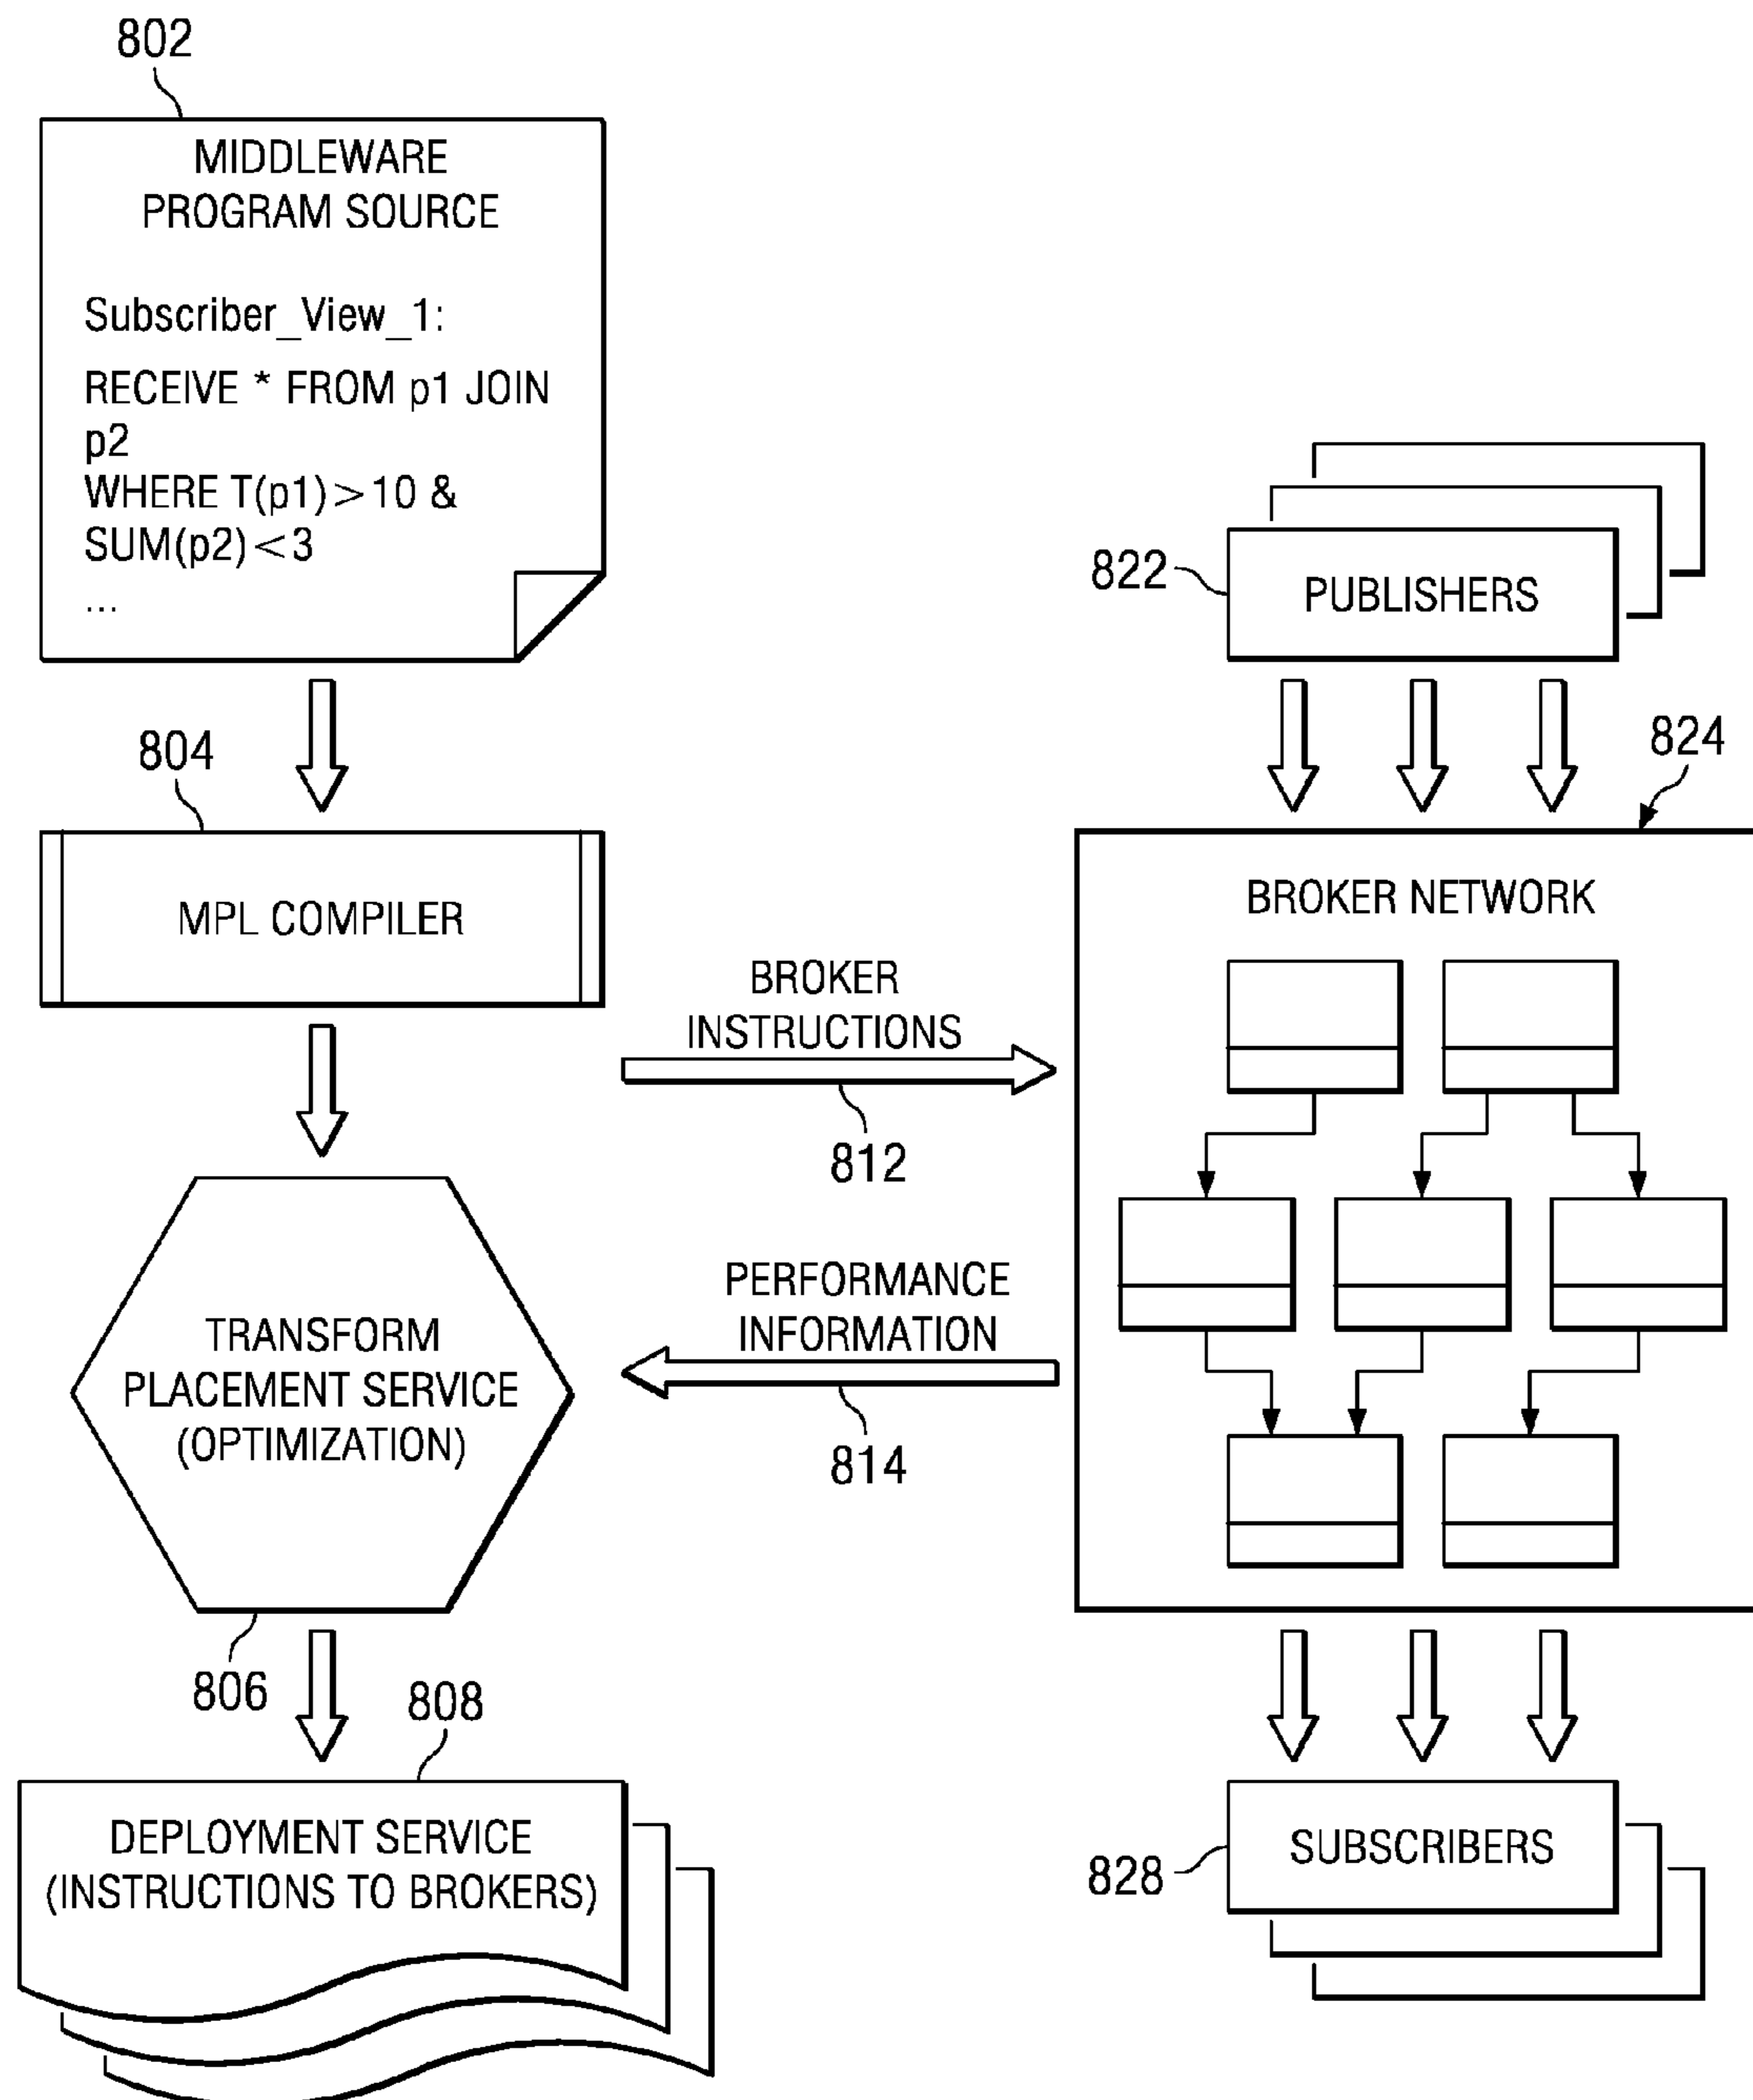 802
MIDDLEWARE
PROGRAM SOURCE
Subscriber_View_1:
RECEIVE * FROM p1 JOIN
p2
WHERE T(p1)>10 &
SUM(p2)<3
...
804
MPL COMPILER
TRANSFORM
PLACEMENT SERVICE
(OPTIMIZATION)
806
808
DEPLOYMENT SERVICE
(INSTRUCTIONS TO BROKERS)
BROKER
INSTRUCTIONS
812
PERFORMANCE
INFORMATION
814
822
PUBLISHERS
824
BROKER NETWORK
828
SUBSCRIBERS